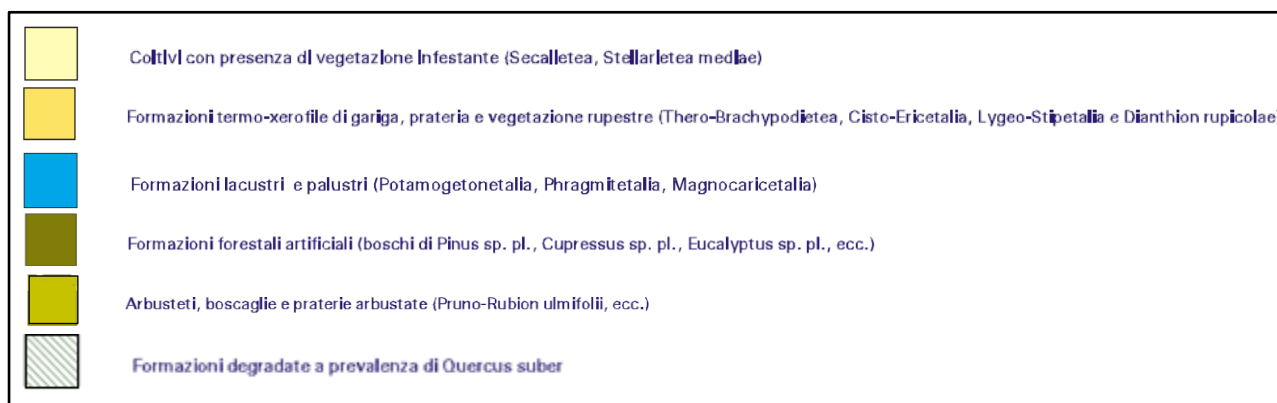 Coltivi con presenza di vegetazione infestante (Secalietea, Stellarietea mediae)
Formazioni termo-xerofile di gariga, prateria e vegetazione rupestre (Thero-Brachypodietea, Cisto-Ericetalia, Lygeo-Stipetalia e Dianthion rupicolae)
Formazioni lacustri e palustri (Potamogetonetalia, Phragmitetalia, Magnocaricetalia)
Formazioni forestali artificiali (boschi di Pinus sp. pl., Cupressus sp. pl., Eucalyptus sp. pl., ecc.)
Arbusteti, boscaglie e praterie arbustate (Pruno-Rubion ulmifolii, ecc.)
Formazioni degradate a prevalenza di Quercus suber